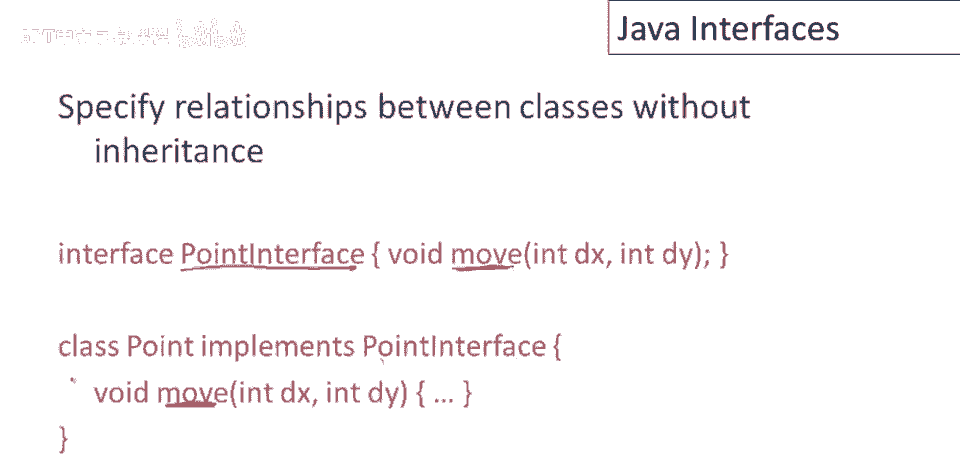 Java Interfaces
Specify relationships between classes without
inheritance
interface PointInterface { void move(int dx, int dy); }
class Point implements PointInterface {
void move(int dx, int dy) { ... }
}